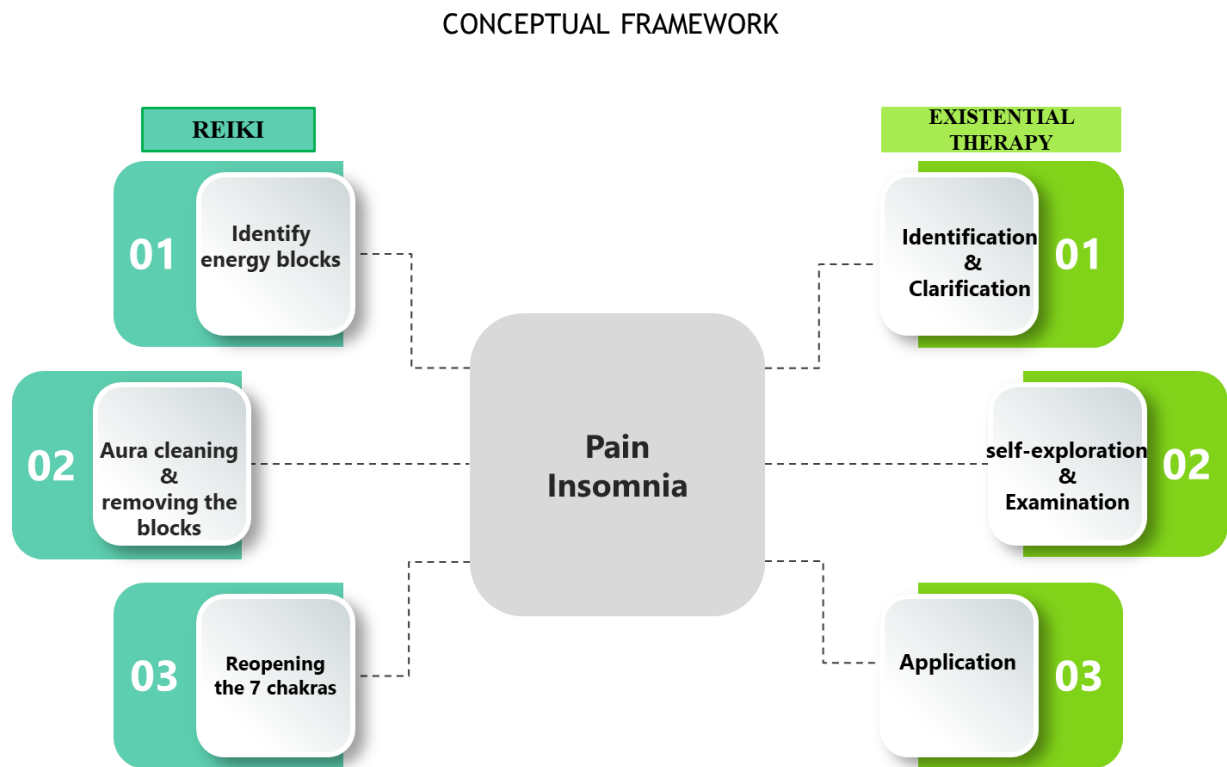 CONCEPTUAL FRAMEWORK
REIKI
01
Identify
energy blocks
02
Aura cleaning
&
removing the
blocks
03
Reopening
the 7 chakras
Pain
Insomnia
EXISTENTIAL
THERAPY
Identification
&
Clarification
01
self-exploration
&
Examination
02
Application
03